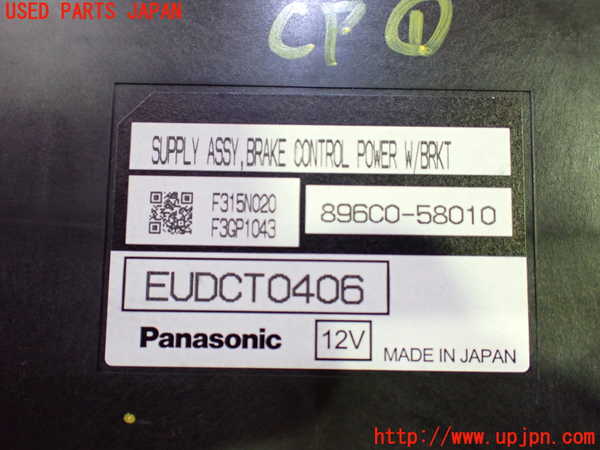 USED PARTS JAPAN
CP ①
SUPPLY ASSY,BRAKE CONTROL POWER W/BRKT
F315N020
F3GP1043
896C0-58010
EUDCT0406
Panasonic
12V
MADE IN JAPAN
http://www.upjpn.com